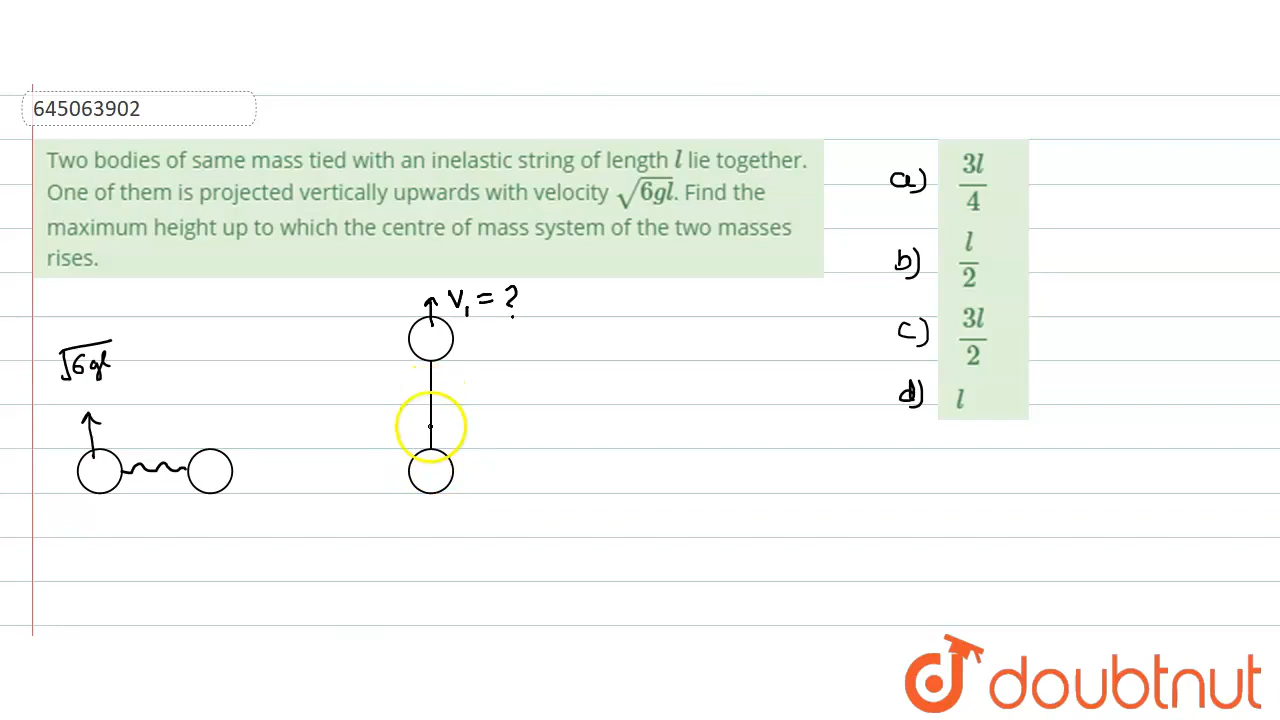 645063902
Two bodies of same mass tied with an inelastic string of length l lie together.
One of them is projected vertically upwards with velocity √6gl. Find the
maximum height up to which the centre of mass system of the two masses
rises.
a) 3l/4
b) l/2
c) 3l/2
d) l
V₁ = ?
√6gl
doubtnut